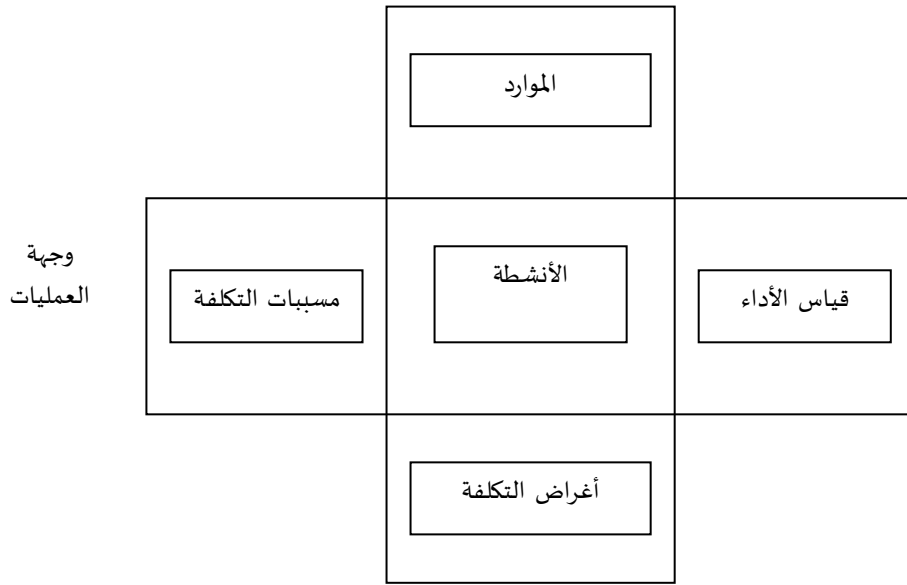 الموارد
وجهة
العمليات
قياس الأداء
الأنشطة
مسببات التكلفة
أغراض التكلفة